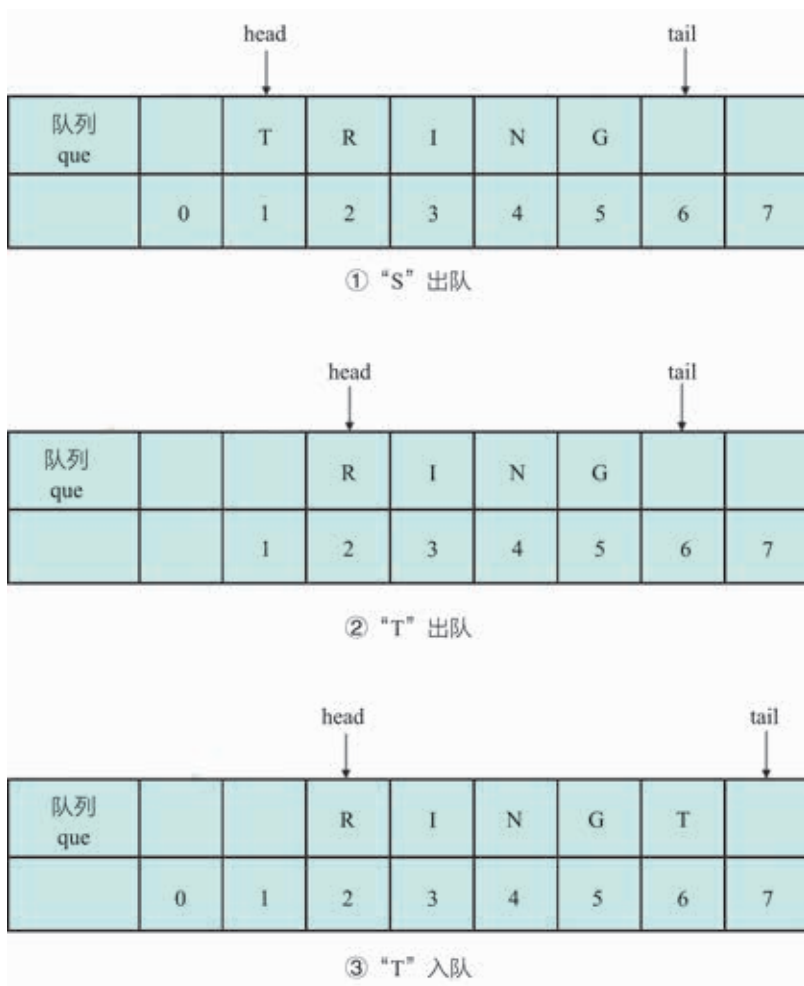 head tail
队列 que T R I N G
0 1 2 3 4 5 6 7
① “S” 出队
head tail
队列 que R I N G
1 2 3 4 5 6 7
② “T” 出队
head tail
队列 que R I N G T
0 1 2 3 4 5 6 7
③ “T” 入队